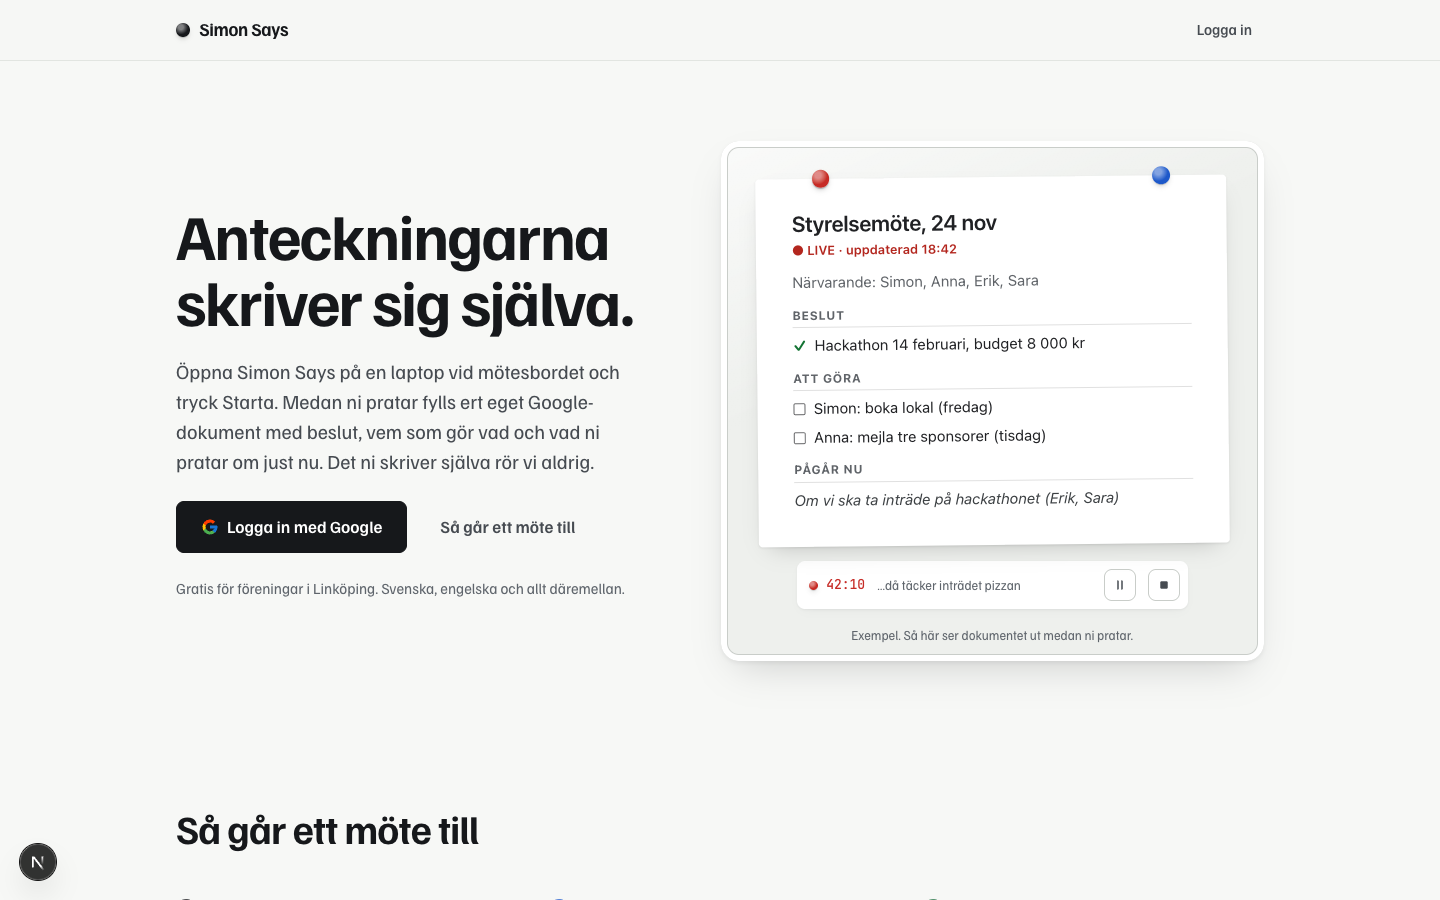 Simon Says
Logga in
Anteckningarna
skriver sig själva.
Öppna Simon Says på en laptop vid mötesbordet och
tryck Starta. Medan ni pratar fylls ert eget Google-
dokument med beslut, vem som gör vad och vad ni
pratar om just nu. Det ni skriver själva rör vi aldrig.
Logga in med Google
Så går ett möte till
Gratis för föreningar i Linköping. Svenska, engelska och allt däremellan.
Styrelsemöte, 24 nov
LIVE · uppdaterad 18:42
Närvarande: Simon, Anna, Erik, Sara
BESLUT
Hackathon 14 februari, budget 8 000 kr
ATT GÖRA
Simon: boka lokal (fredag)
Anna: mejla tre sponsorer (tisdag)
PÅGÅR NU
Om vi ska ta inträde på hackathonet (Erik, Sara)
42:10
…då täcker inträdet pizzan
Exempel. Så här ser dokumentet ut medan ni pratar.
Så går ett möte till
N